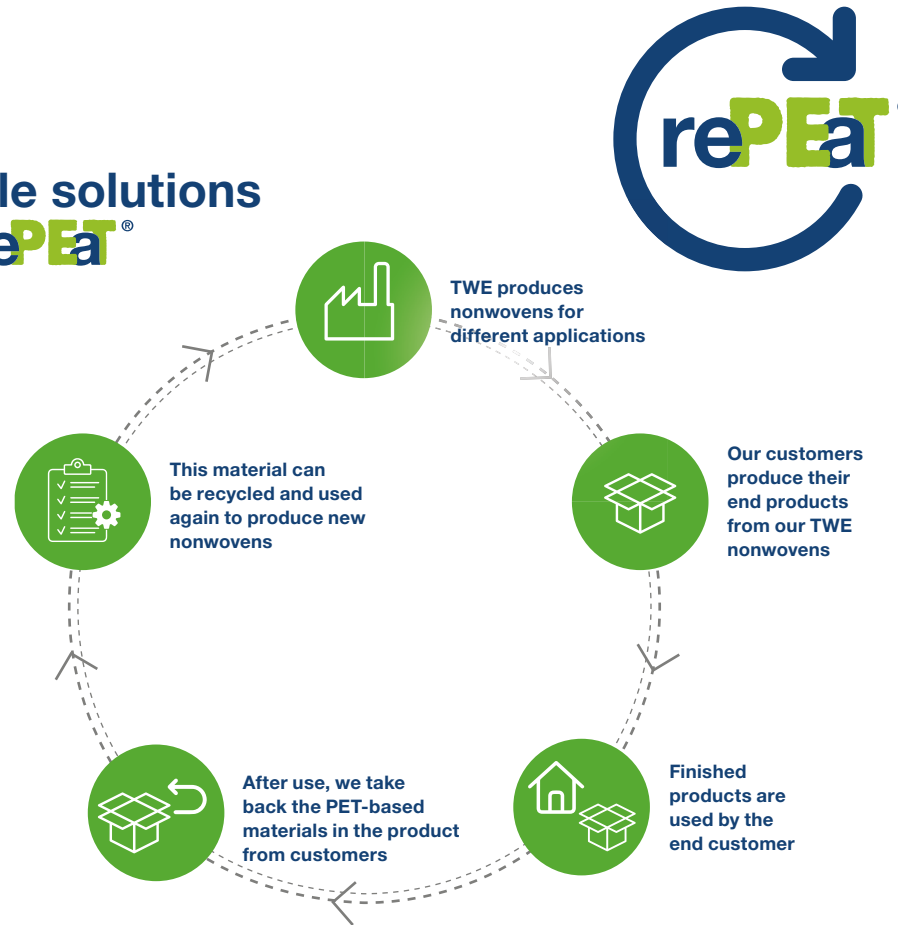 rePEaT
le solutions
ePEaT®
TWE produces
nonwovens for
different applications
Our customers
produce their
end products
from our TWE
nonwovens
This material can
be recycled and used
again to produce new
nonwovens
Finished
products are
used by the
end customer
After use, we take
back the PET-based
materials in the product
from customers